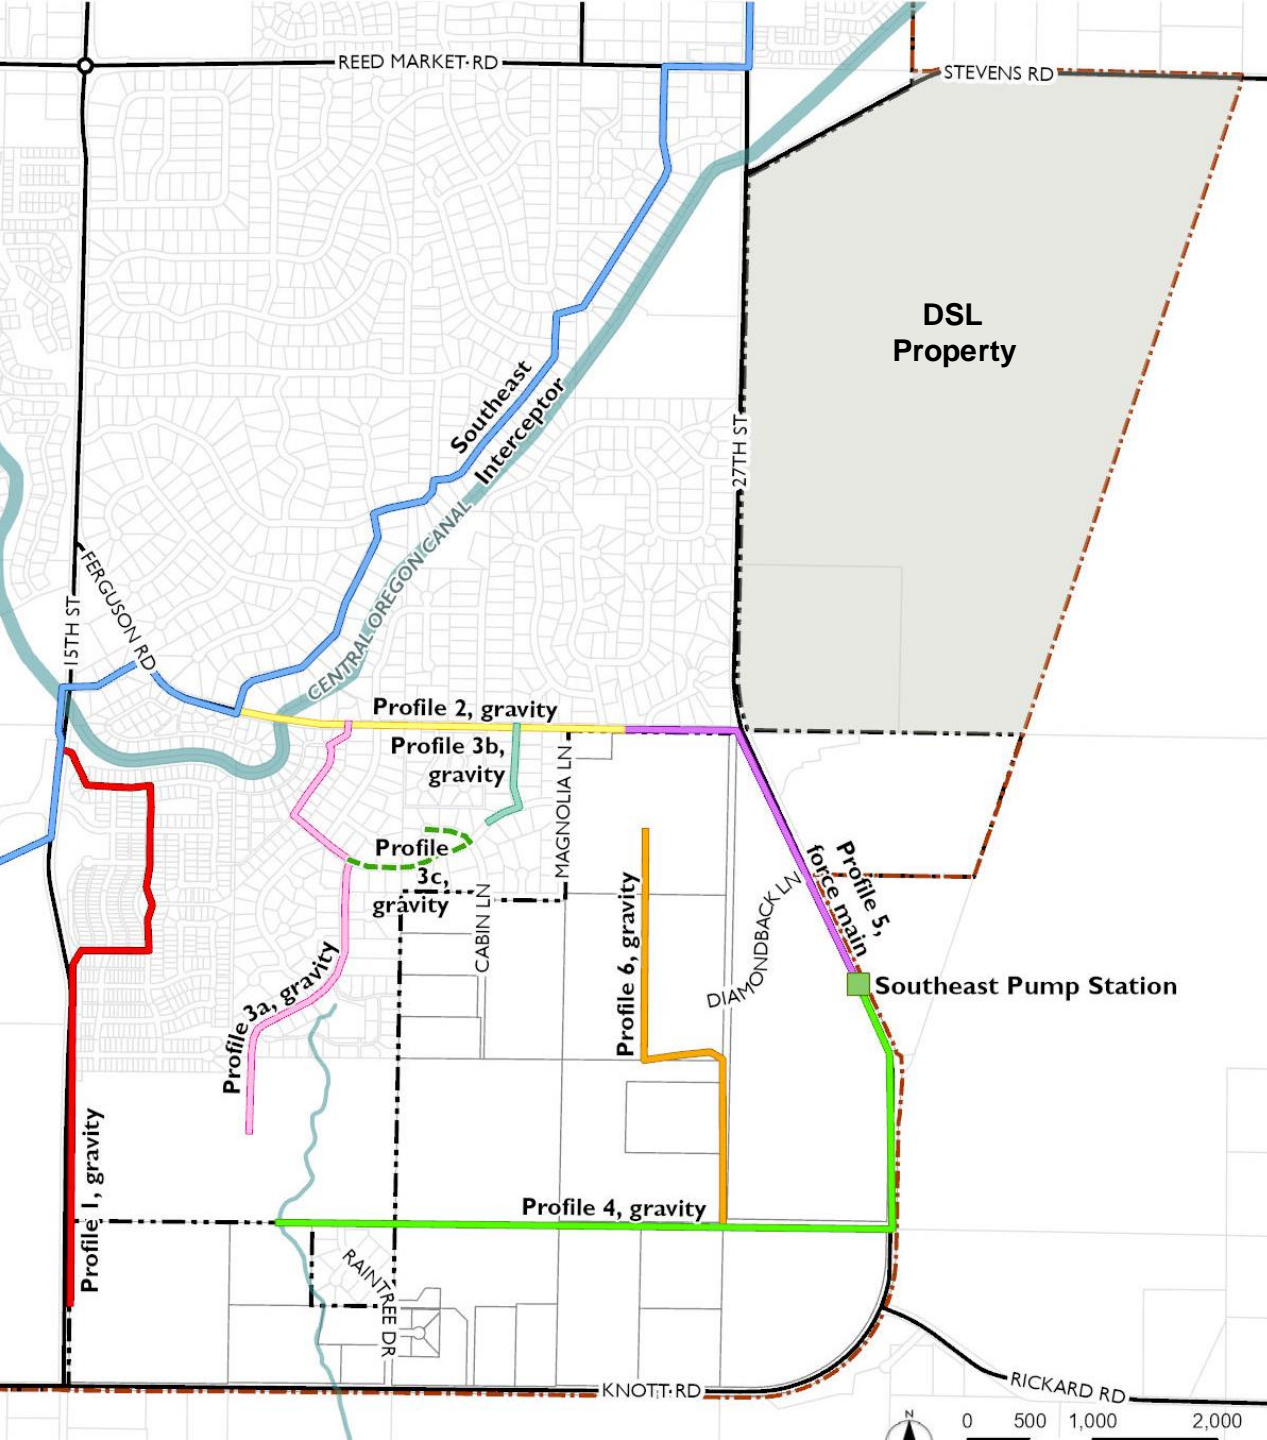 REED MARKET RD
STEVENS RD
DSL
Property
Southeast
Interceptor
27TH ST
CENTRAL OREGON CANAL
FERGUSON RD
15TH ST
Profile 2, gravity
Profile 3b,
gravity
MAGNOLIA LN
Profile
3c,
gravity
CABIN LN
Profile 5,
force main
DIAMONDBACK LN
Profile 6, gravity
Southeast Pump Station
Profile 3a, gravity
Profile 1, gravity
Profile 4, gravity
RAINTREE DR
KNOTT RD
RICKARD RD
N
0 500 1,000 2,000